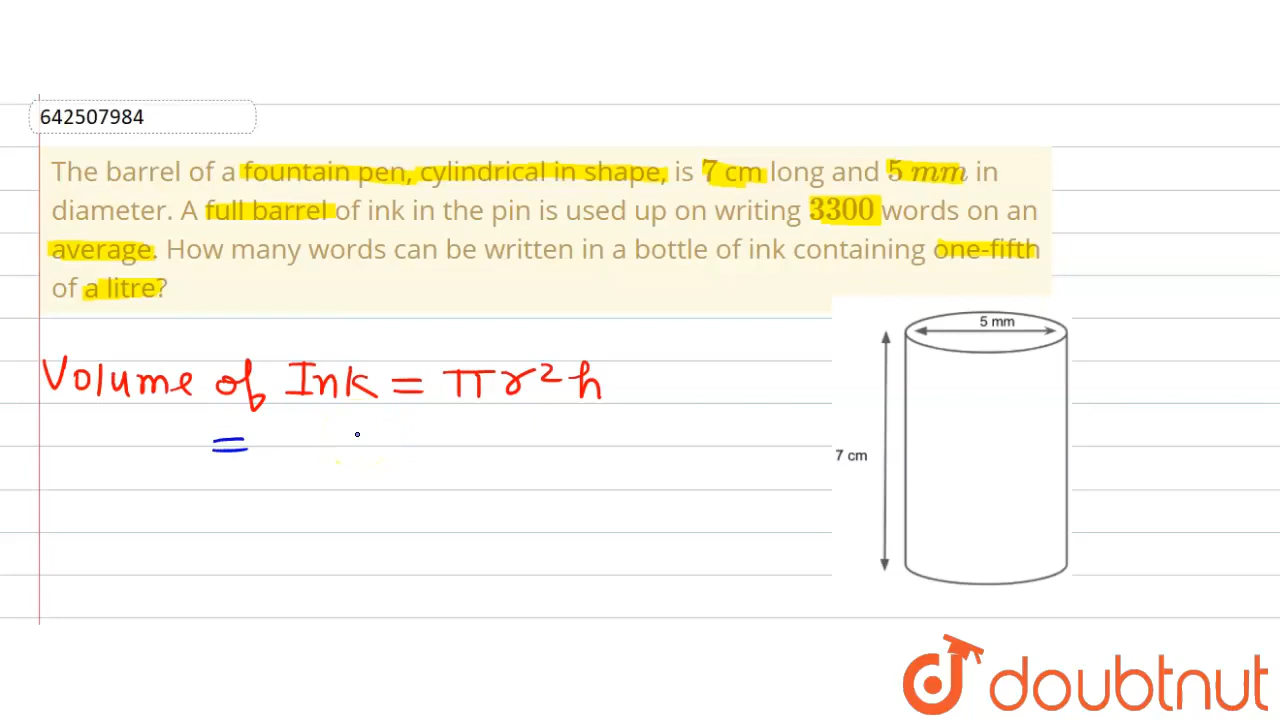 642507984
The barrel of a fountain pen, cylindrical in shape, is 7 cm long and 5 mm in
diameter. A full barrel of ink in the pin is used up on writing 3300 words on an
average. How many words can be written in a bottle of ink containing one-fifth
of a litre?
5 mm
Volume of Ink = πr²h
=
7 cm
doubtnut